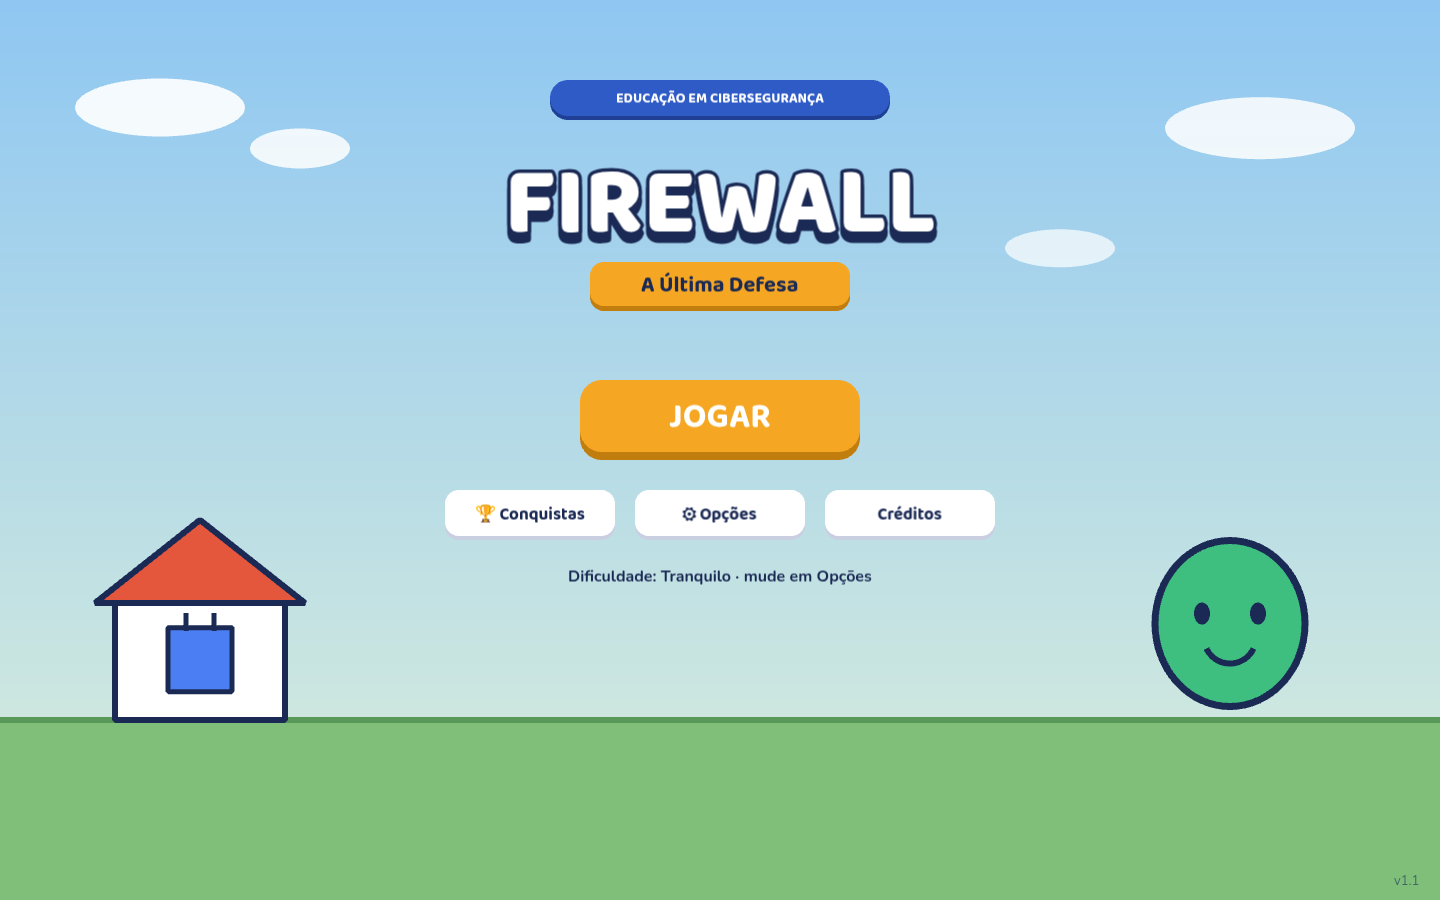 EDUCAÇÃO EM CIBERSEGURANÇA
FIREWALL
A Última Defesa
JOGAR
🏆 Conquistas
⚙ Opções
Créditos
Dificuldade: Tranquilo · mude em Opções
v1.1